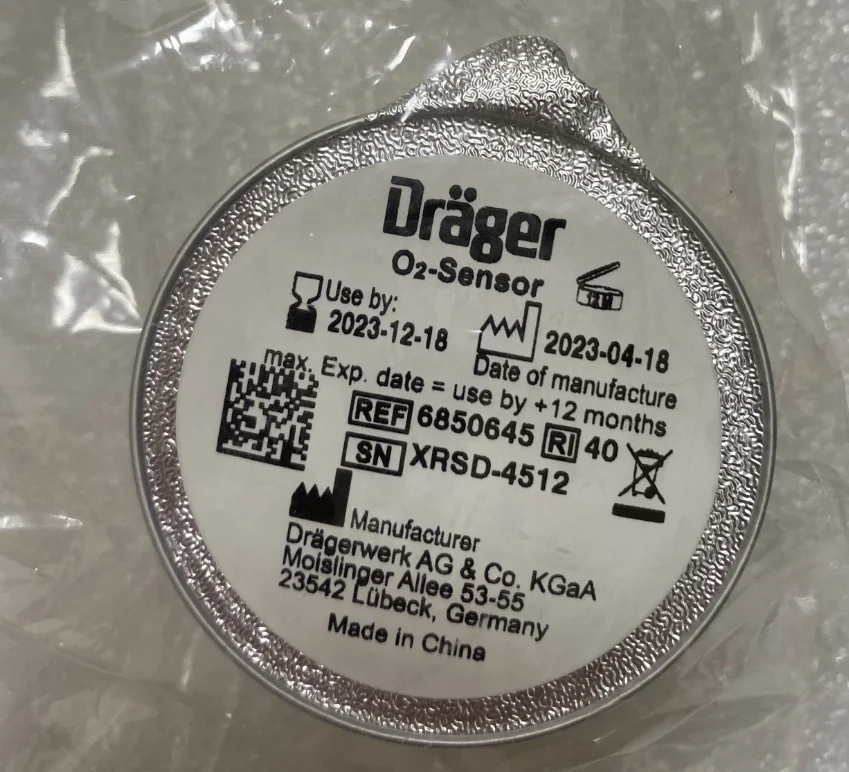 Dräger
O₂-Sensor
12M
Use by:
2023-12-18
2023-04-18
Date of manufacture
max. Exp. date = use by +12 months
REF 6850645 RI 40
SN XRSD-4512
Manufacturer
Drägerwerk AG & Co. KGaA
Moislinger Allee 53-55
23542 Lübeck, Germany
Made in China